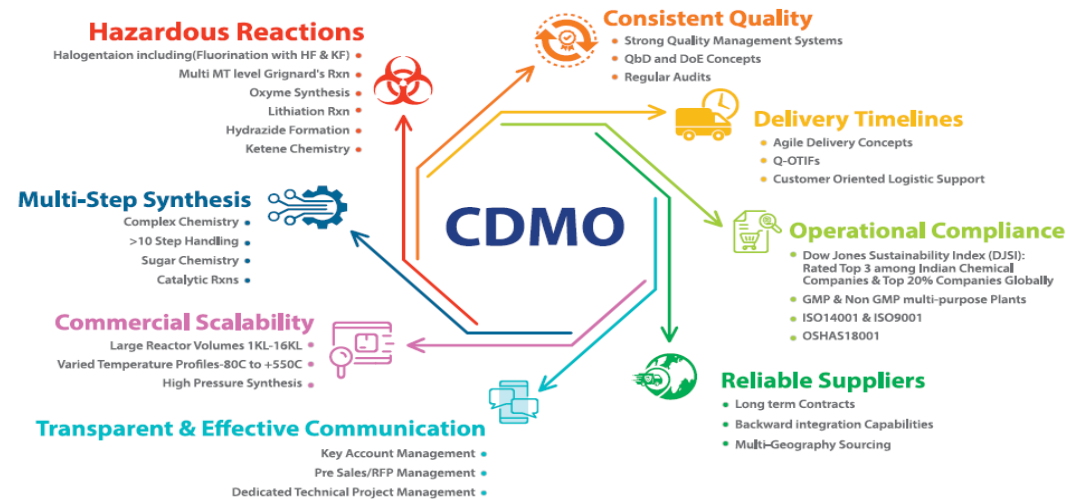 Hazardous Reactions
Halogentaion including(Fluorination with HF & KF)
Multi MT level Grignard's Rxn
Oxyme Synthesis
Lithiation Rxn
Hydrazide Formation
Ketene Chemistry
Consistent Quality
Strong Quality Management Systems
QbD and DoE Concepts
Regular Audits
Delivery Timelines
Agile Delivery Concepts
Q-OTIFs
Customer Oriented Logistic Support
Multi-Step Synthesis
Complex Chemistry
>10 Step Handling
Sugar Chemistry
Catalytic Rxns
CDMO
Operational Compliance
Dow Jones Sustainability Index (DJSI):
Rated Top 3 among Indian Chemical
Companies & Top 20% Companies Globally
GMP & Non GMP multi-purpose Plants
ISO14001 & ISO9001
OSHAS18001
Commercial Scalability
Large Reactor Volumes 1KL-16KL
Varied Temperature Profiles-80C to +550C
High Pressure Synthesis
Reliable Suppliers
Long term Contracts
Backward integration Capabilities
Multi-Geography Sourcing
Transparent & Effective Communication
Key Account Management
Pre Sales/RFP Management
Dedicated Technical Project Management